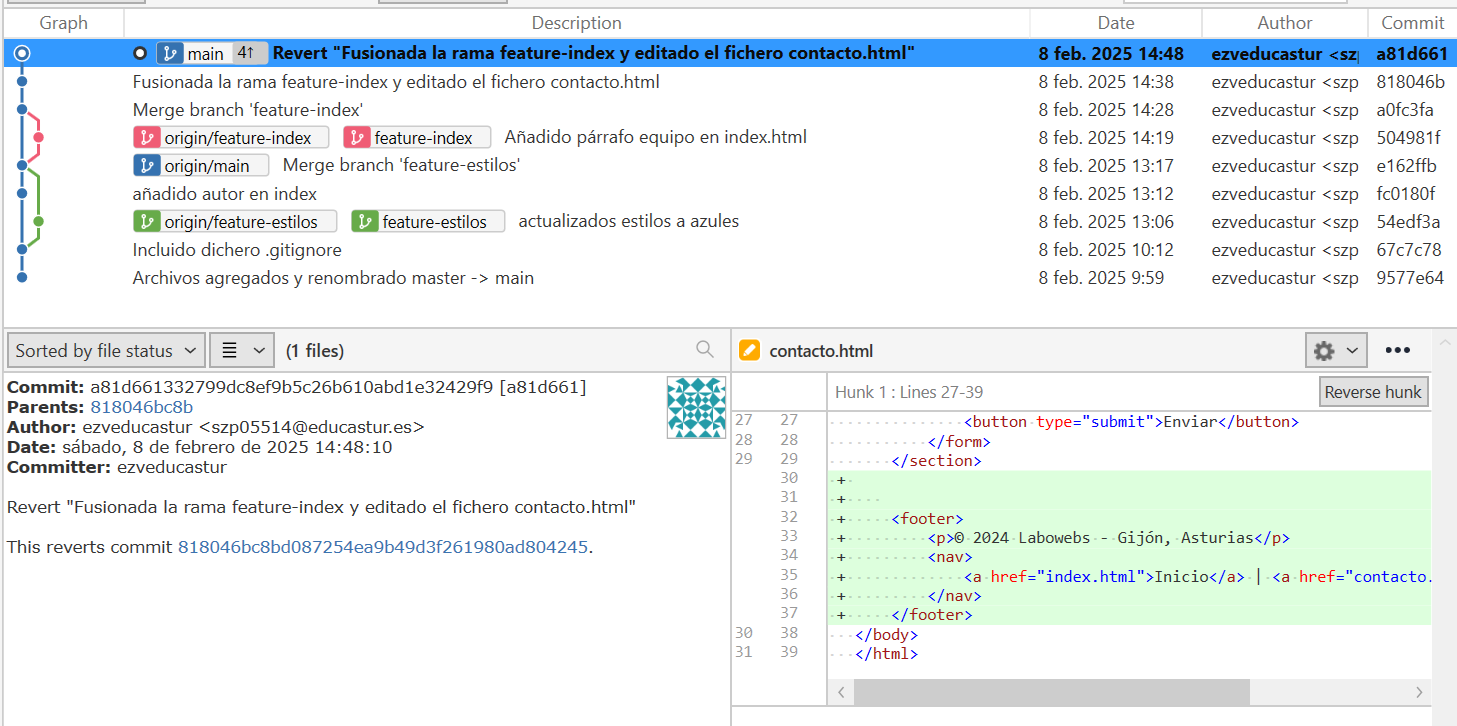 Graph Description Date Author Commit
main 4↑ Revert "Fusionada la rama feature-index y editado el fichero contacto.html" 8 feb. 2025 14:48 ezveducastur <sz a81d661
Fusionada la rama feature-index y editado el fichero contacto.html 8 feb. 2025 14:38 ezveducastur <szp 818046b
Merge branch 'feature-index' 8 feb. 2025 14:28 ezveducastur <szp a0fc3fa
origin/feature-index feature-index Añadido párrafo equipo en index.html 8 feb. 2025 14:19 ezveducastur <szp 504981f
origin/main Merge branch 'feature-estilos' 8 feb. 2025 13:17 ezveducastur <szp e162ffb
añadido autor en index 8 feb. 2025 13:12 ezveducastur <szp fc0180f
origin/feature-estilos feature-estilos actualizados estilos a azules 8 feb. 2025 13:06 ezveducastur <szp 54edf3a
Incluido dichero .gitignore 8 feb. 2025 10:12 ezveducastur <szp 67c7c78
Archivos agregados y renombrado master -> main 8 feb. 2025 9:59 ezveducastur <szp 9577e64
Sorted by file status (1 files)
Commit: a81d661332799dc8ef9b5c26b610abd1e32429f9 [a81d661]
Parents: 818046bc8b
Author: ezveducastur <szp05514@educastur.es>
Date: sábado, 8 de febrero de 2025 14:48:10
Committer: ezveducastur
Revert "Fusionada la rama feature-index y editado el fichero contacto.html"
This reverts commit 818046bc8bd087254ea9b49d3f261980ad804245.
contacto.html
Hunk 1 : Lines 27-39 Reverse hunk
27 27 <button type="submit">Enviar</button>
28 28 </form>
29 29 </section>
30 +
31 +
32 + <footer>
33 + <p>© 2024 Labowebs - Gijón, Asturias</p>
34 + <nav>
35 + <a href="index.html">Inicio</a> | <a href="contacto.
36 + </nav>
37 + </footer>
30 38 </body>
31 39 </html>